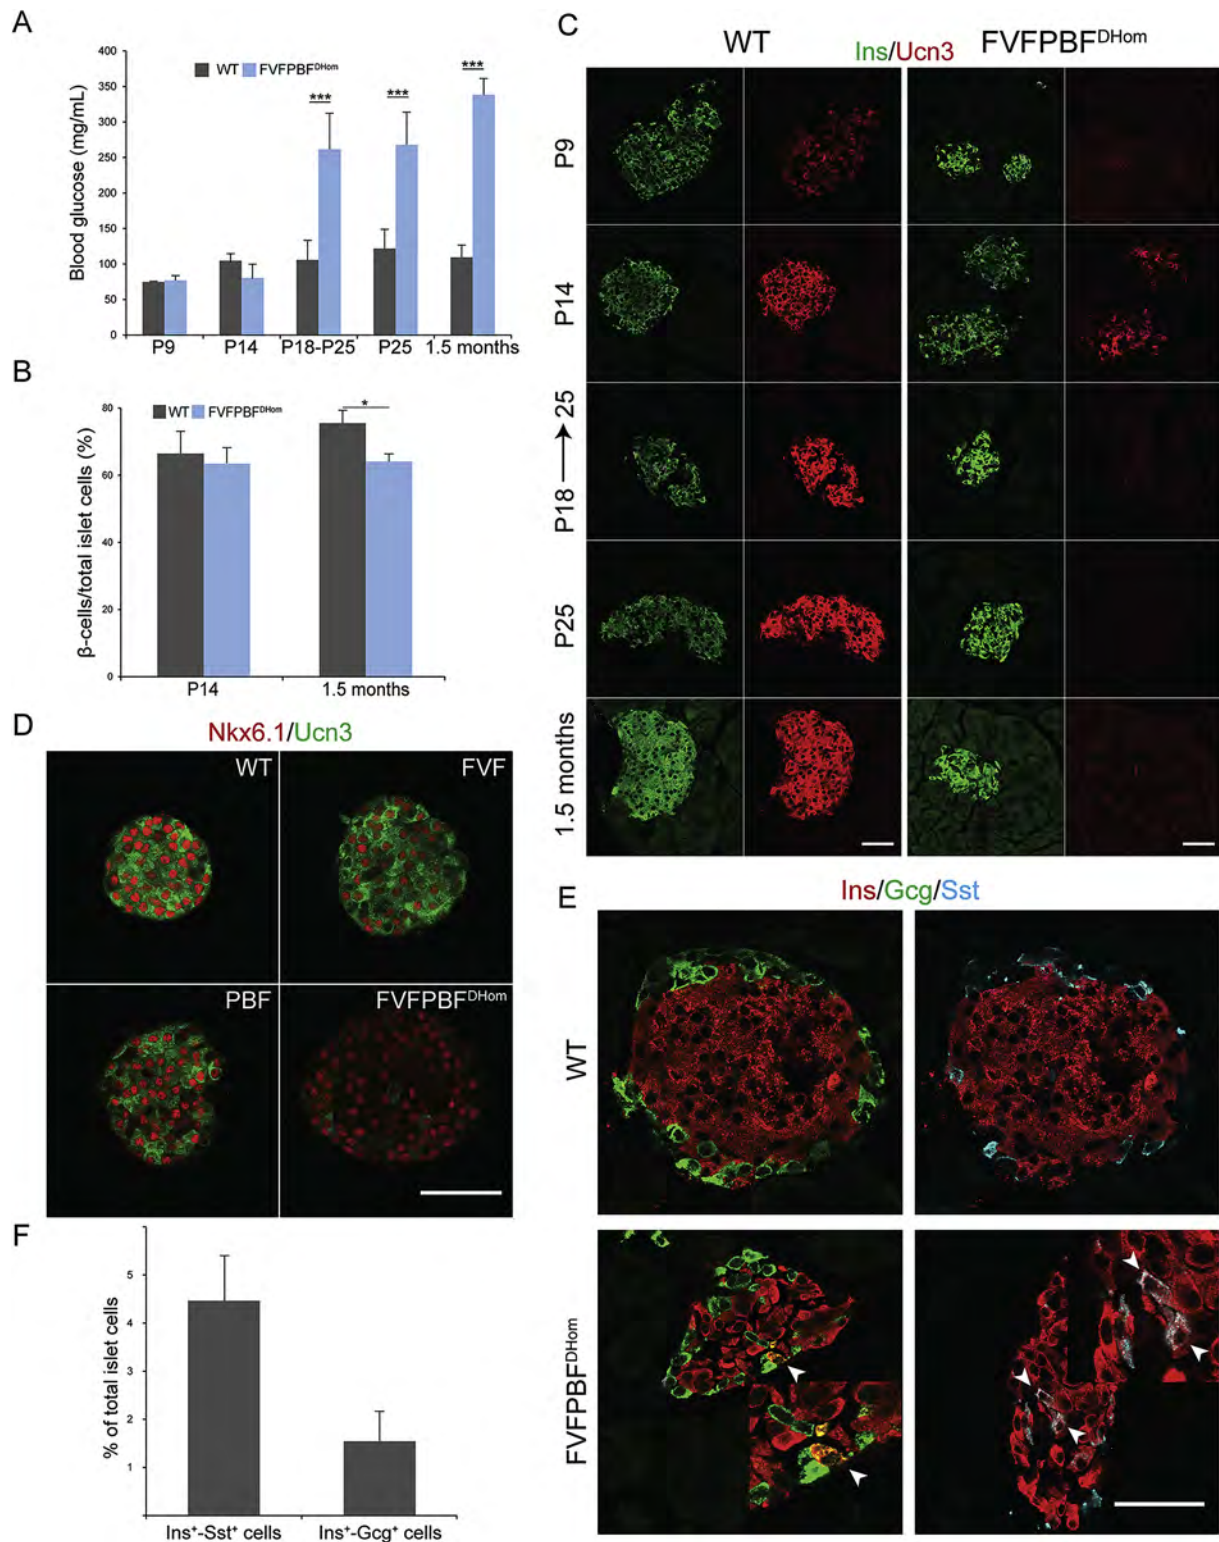 A
WT FVFPBF^DHom
*** *** ***
Blood glucose (mg/mL)
400
350
300
250
200
150
100
50
0
P9 P14 P18-P25 P25 1.5 months
B
WT FVFPBF^DHom
*
β-cells/total islet cells (%)
80
60
40
20
0
P14 1.5 months
C
WT FVFPBF^DHom
Ins/Ucn3
P9
P14
P18 → 25
P25
1.5 months
D
Nkx6.1/Ucn3
WT FVF
PBF FVFPBF^DHom
E
Ins/Gcg/Sst
WT
FVFPBF^DHom
F
% of total islet cells
5
4
3
2
1
Ins⁺-Sst⁺ cells Ins⁺-Gcg⁺ cells